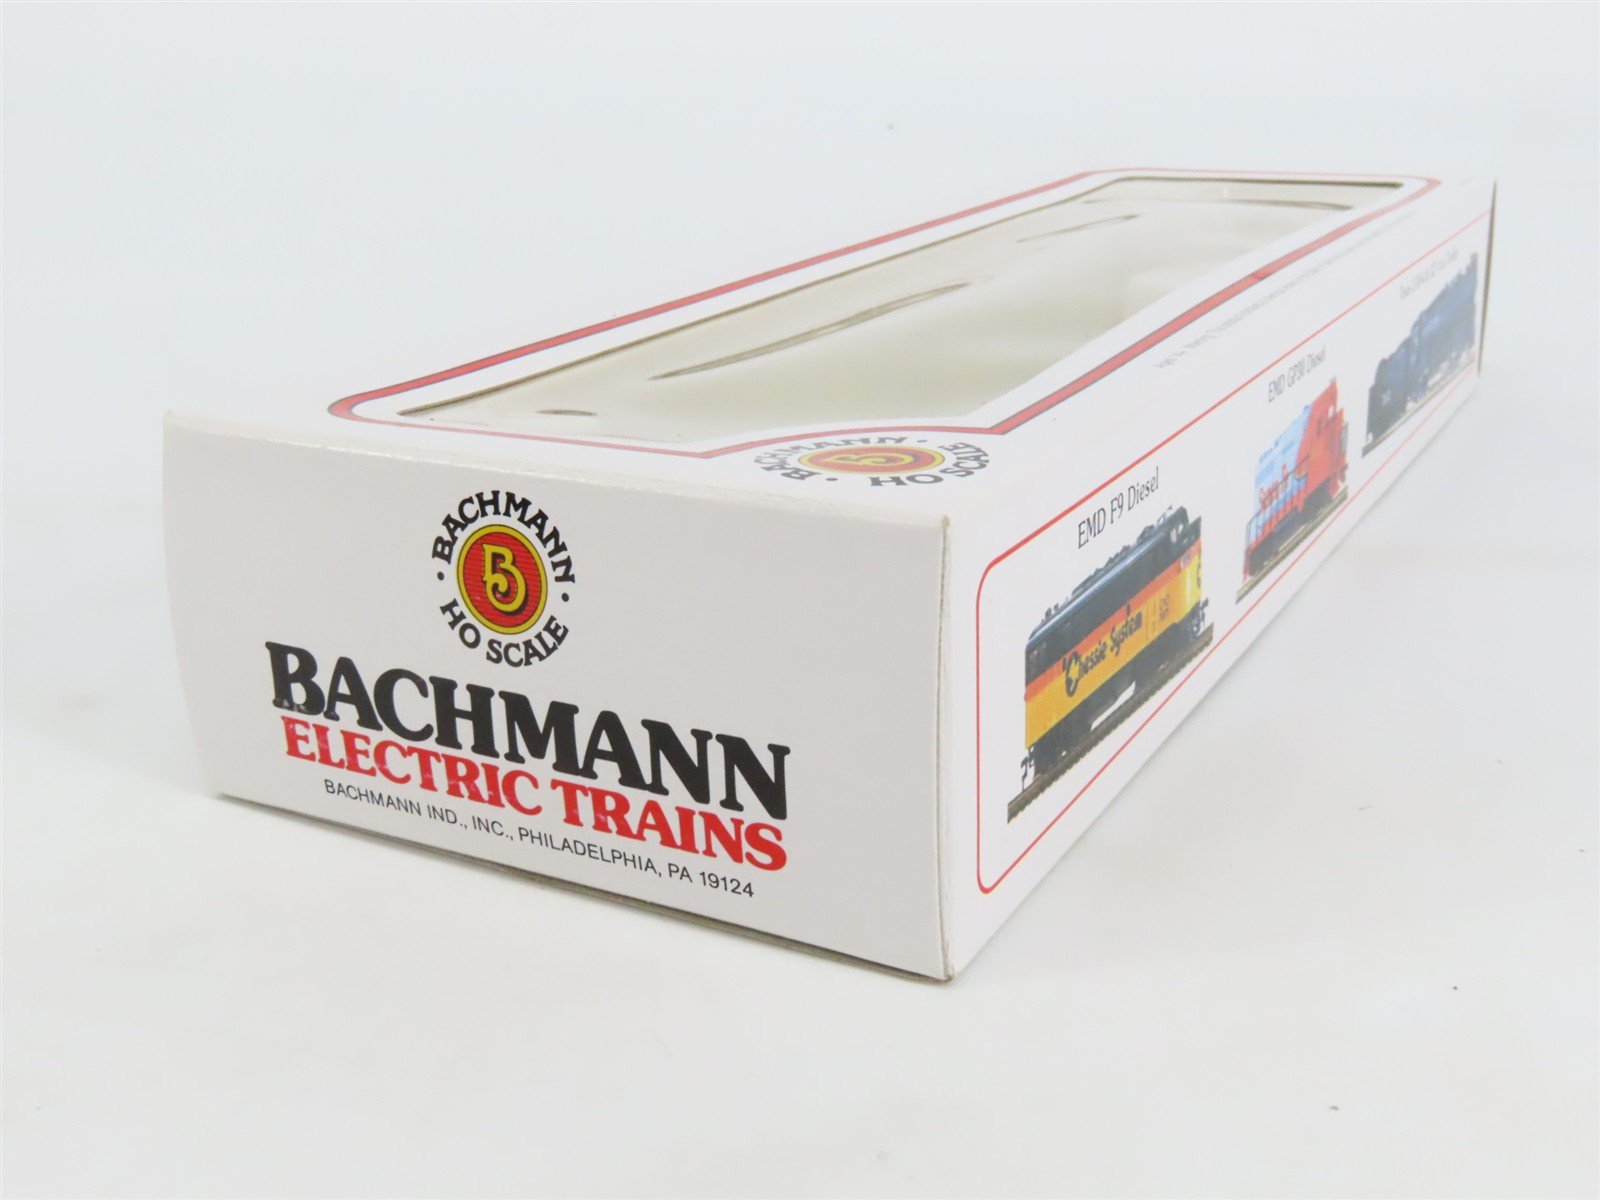 · BACHMANN ·
B
HO SCALE
BACHMANN
ELECTRIC TRAINS
BACHMANN IND., INC., PHILADELPHIA, PA 19124
· BACHMANN ·
B
HO SCALE
EMD F9 Diesel
Chessie System
EMD GP30 Diesel